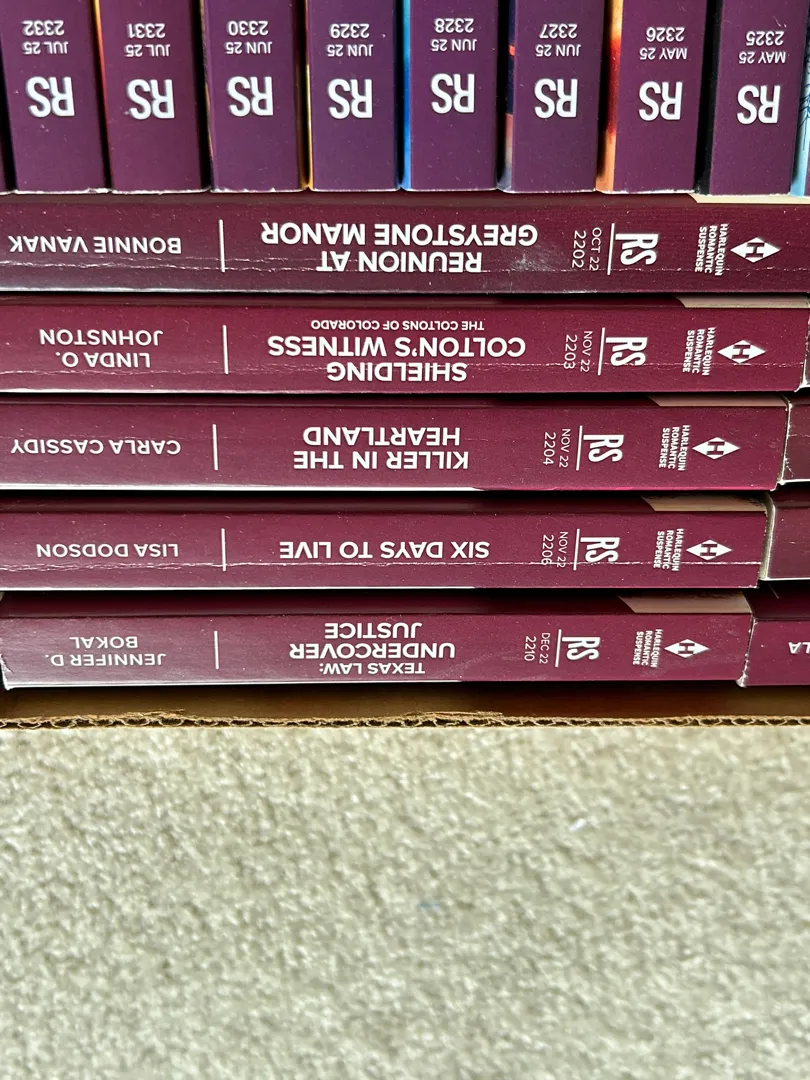 HARLEQUIN
ROMANTIC
SUSPENSE
RS
DEC 22
2210
TEXAS LAW:
UNDERCOVER
JUSTICE
JENNIFER D.
BOKAL
HARLEQUIN
ROMANTIC
SUSPENSE
RS
NOV 22
2206
SIX DAYS TO LIVE
LISA DODSON
HARLEQUIN
ROMANTIC
SUSPENSE
RS
NOV 22
2204
KILLER IN THE
HEARTLAND
CARLA CASSIDY
HARLEQUIN
ROMANTIC
SUSPENSE
RS
NOV 22
2203
SHIELDING
COLTON'S WITNESS
THE COLTONS OF COLORADO
LINDA O.
JOHNSTON
HARLEQUIN
ROMANTIC
SUSPENSE
RS
OCT 22
2202
REUNION AT
GREYSTONE MANOR
BONNIE VANAK
RS
MAY 25
2325
RS
MAY 25
2326
RS
JUN 25
2327
RS
JUN 25
2328
RS
JUN 25
2329
RS
JUN 25
2330
RS
JUL 25
2331
RS
JUL 25
2332